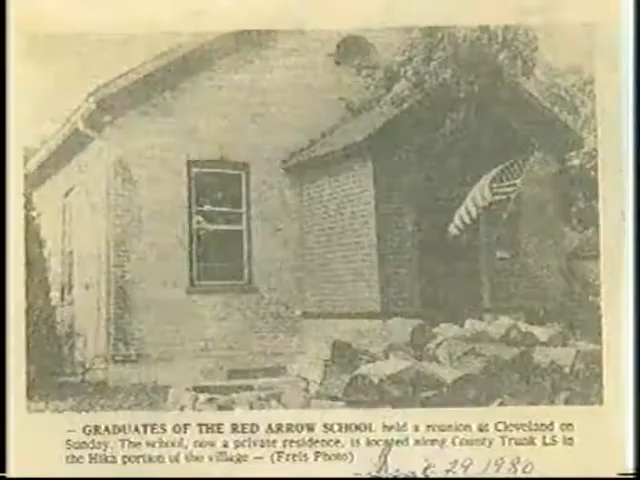 — GRADUATES OF THE RED ARROW SCHOOL held a reunion at Cleveland on
Sunday. The school, now a private residence, is located along County Trunk LS in
the Hika portion of the village — (Freis Photo)
29 1980